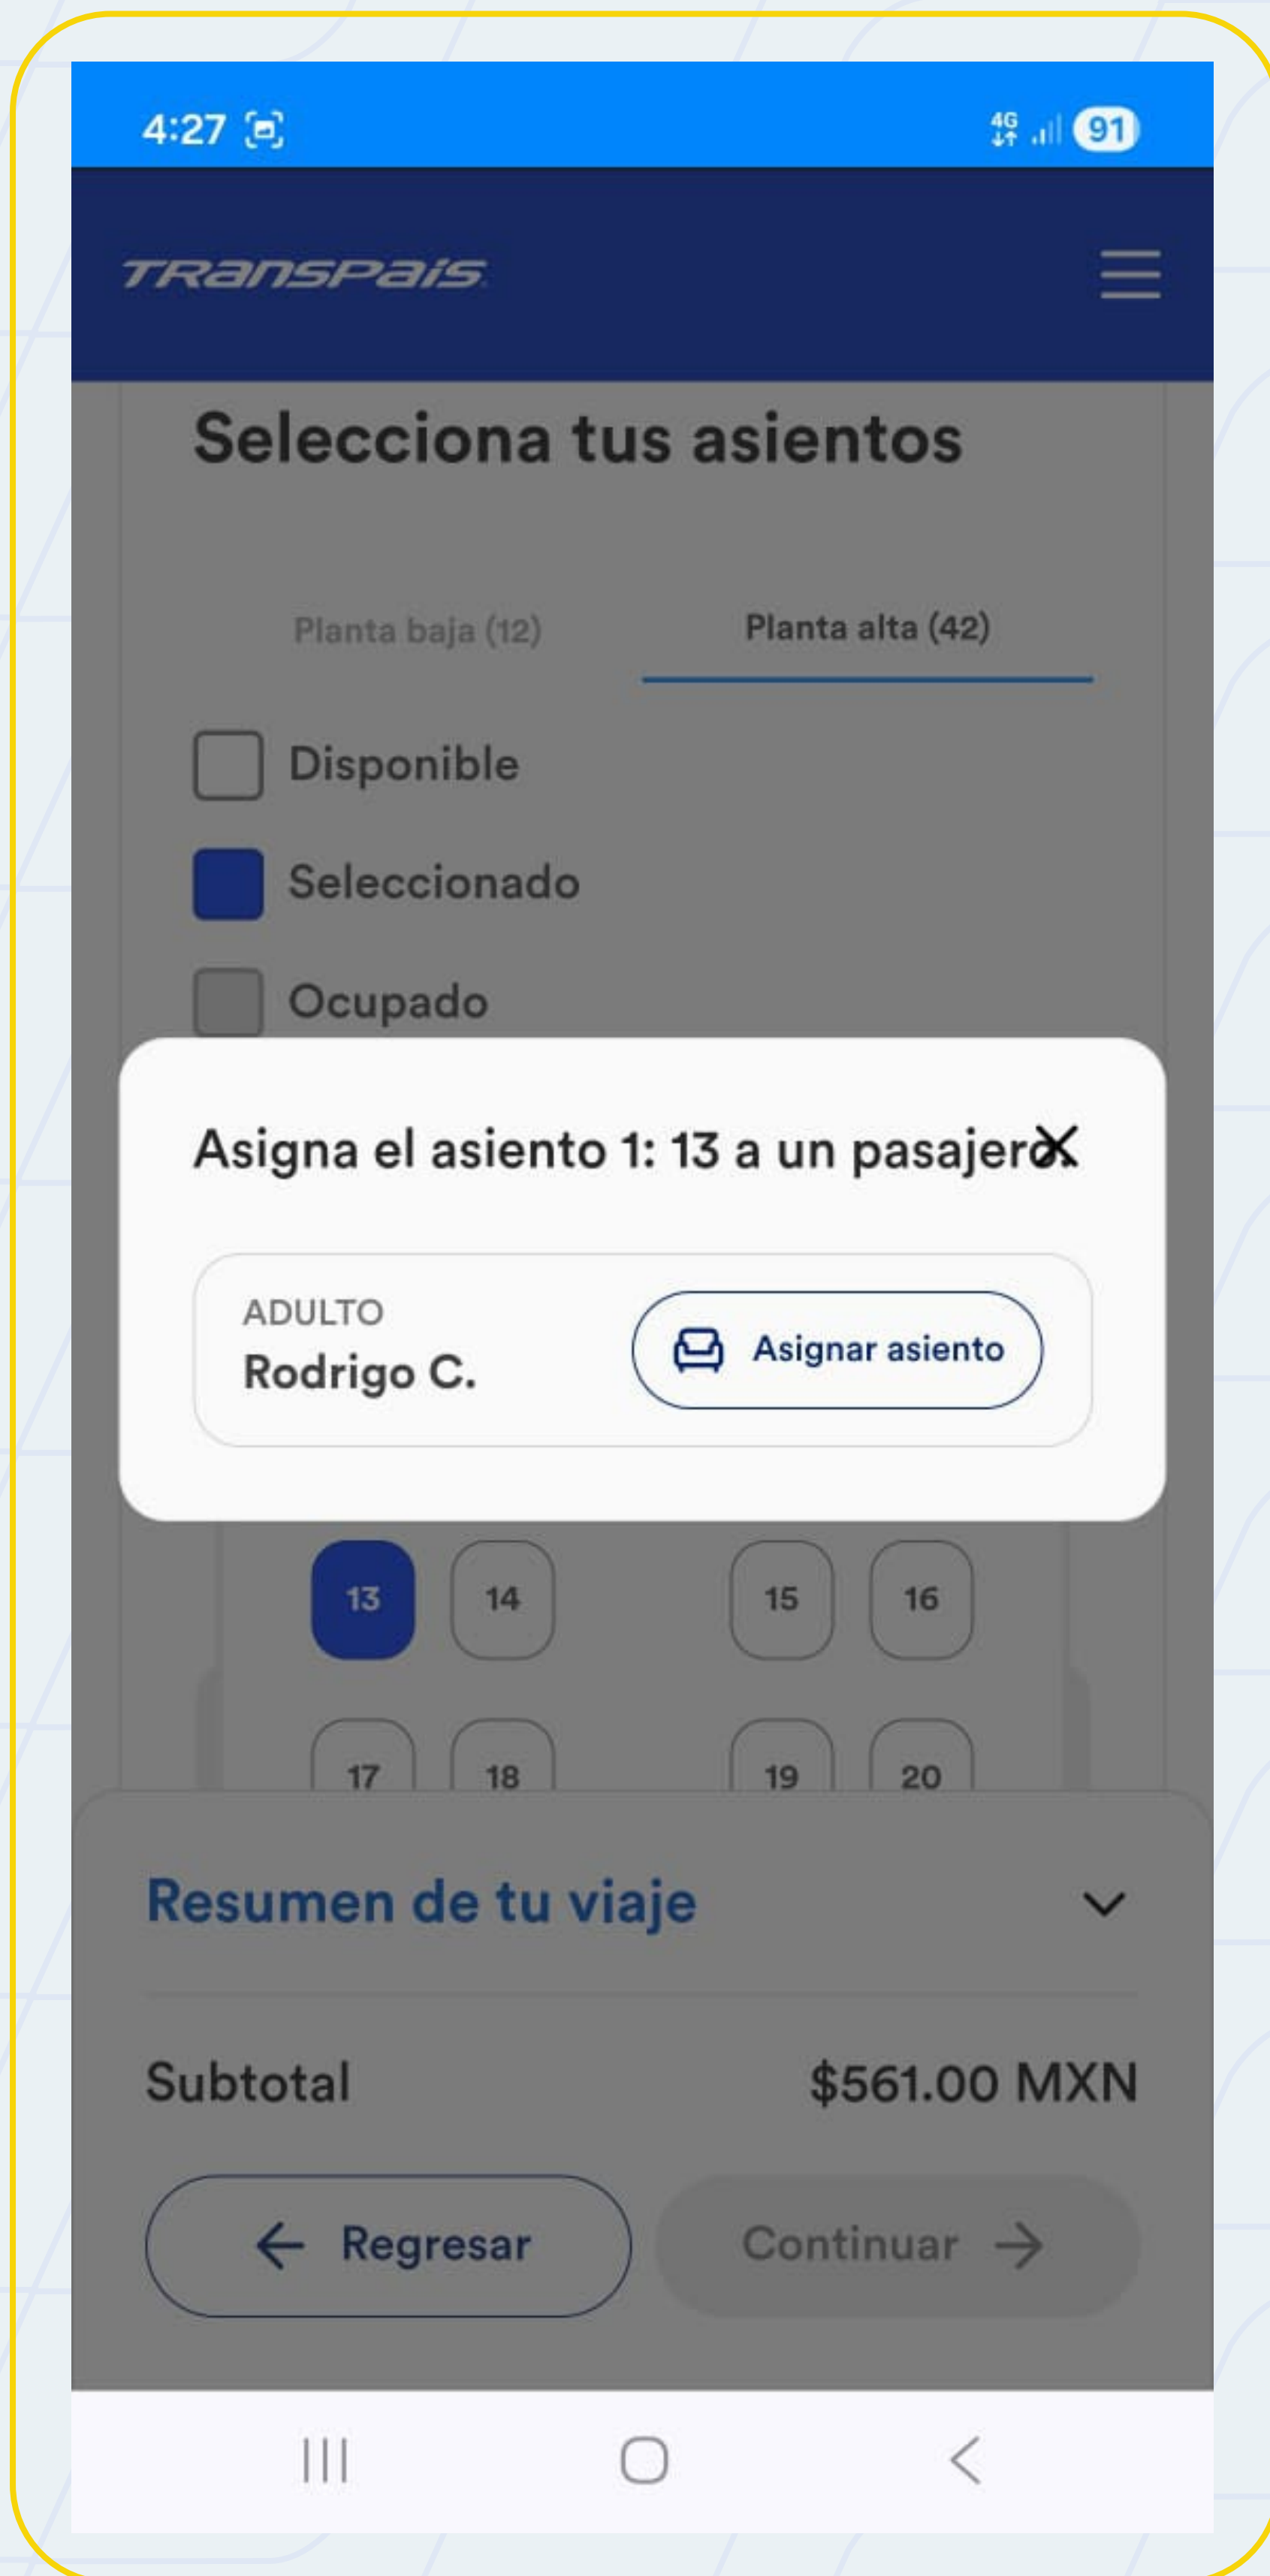 4:27
4G
91
TRANSPAIS
Selecciona tus asientos
Planta baja (12)
Planta alta (42)
Disponible
Seleccionado
Ocupado
Asigna el asiento 1: 13 a un pasajero.
ADULTO
Rodrigo C.
Asignar asiento
13 14 15 16
17 18 19 20
Resumen de tu viaje
Subtotal $561.00 MXN
Regresar
Continuar